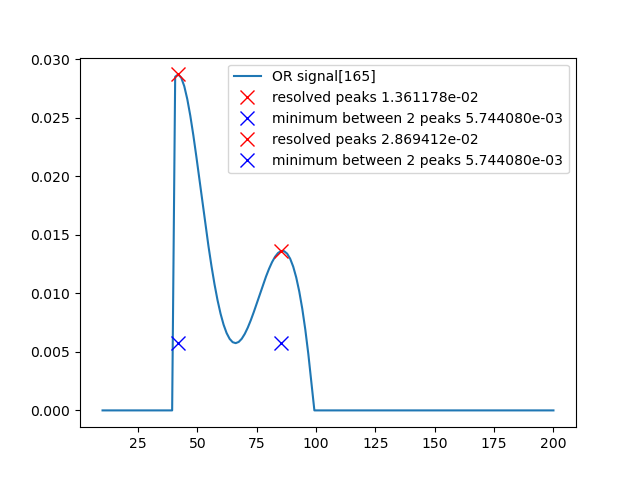 0.030
0.025
0.020
0.015
0.010
0.005
0.000
OR signal[165]
resolved peaks 1.361178e-02
minimum between 2 peaks 5.744080e-03
resolved peaks 2.869412e-02
minimum between 2 peaks 5.744080e-03
25 50 75 100 125 150 175 200